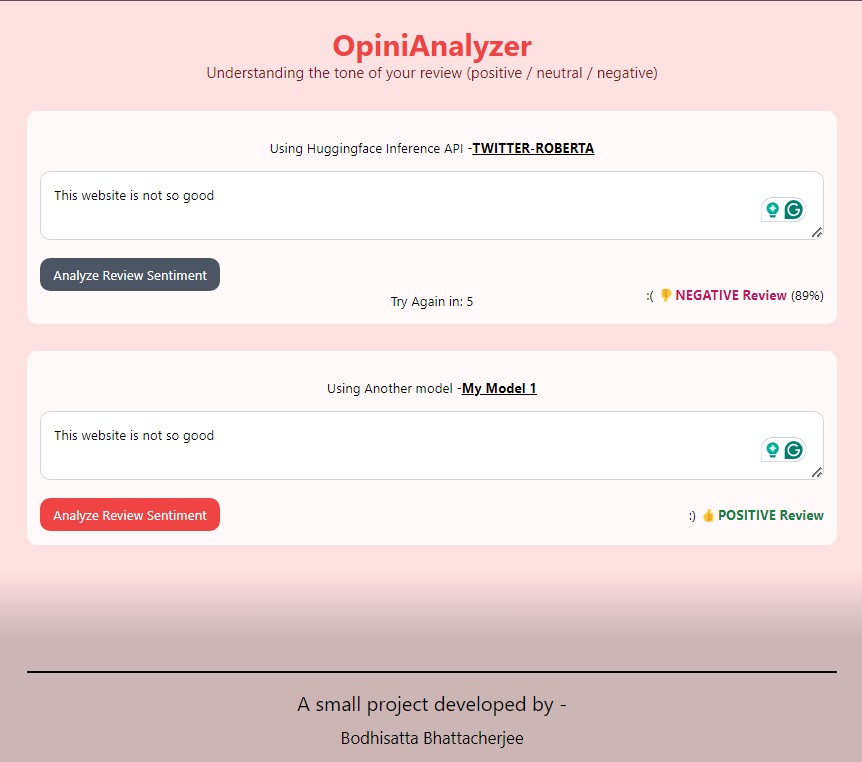 OpiniAnalyzer
Understanding the tone of your review (positive / neutral / negative)
Using Huggingface Inference API -TWITTER-ROBERTA
This website is not so good
Analyze Review Sentiment
Try Again in: 5
:( 👎 NEGATIVE Review (89%)
Using Another model -My Model 1
This website is not so good
Analyze Review Sentiment
:) 👍 POSITIVE Review
A small project developed by -
Bodhisatta Bhattacherjee